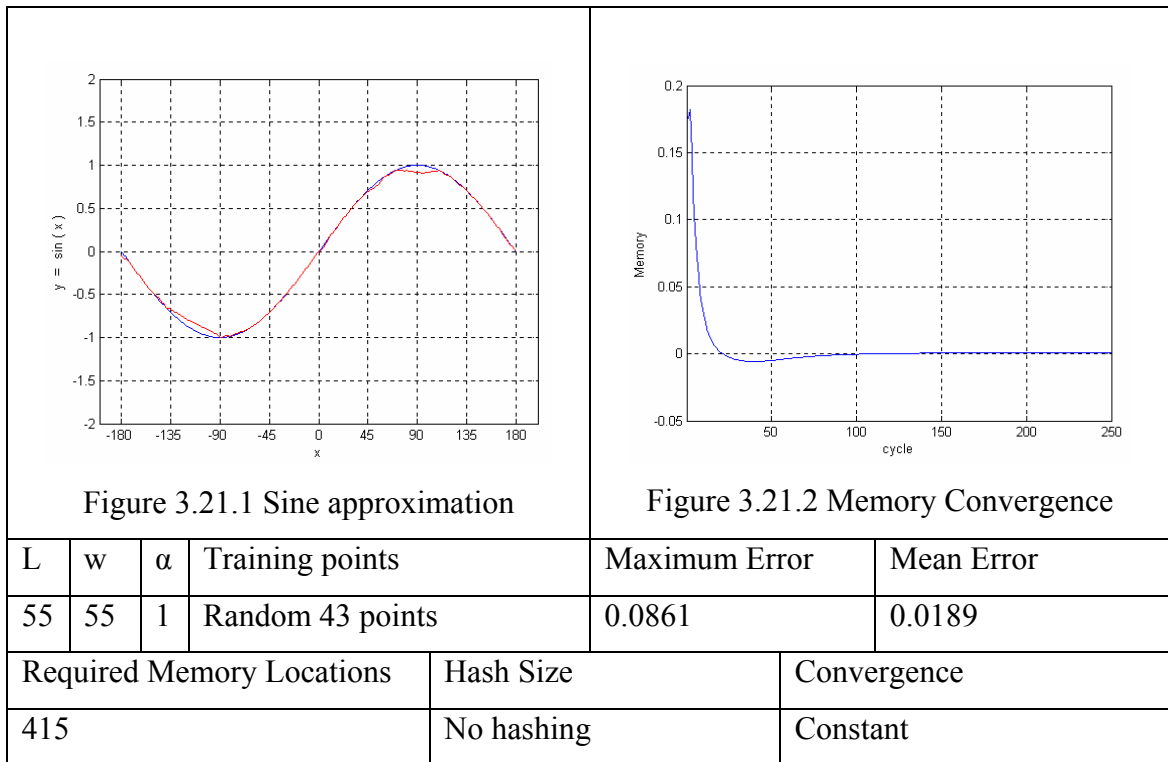 2
1.5
1
0.5
0
-0.5
-1
-1.5
-2
y = sin ( x )
-180 -135 -90 -45 0 45 90 135 180
x
Figure 3.21.1 Sine approximation
0.2
0.15
0.1
0.05
0
-0.05
Memory
50 100 150 200 250
cycle
Figure 3.21.2 Memory Convergence
L w α Training points Maximum Error Mean Error
55 55 1 Random 43 points 0.0861 0.0189
Required Memory Locations Hash Size Convergence
415 No hashing Constant